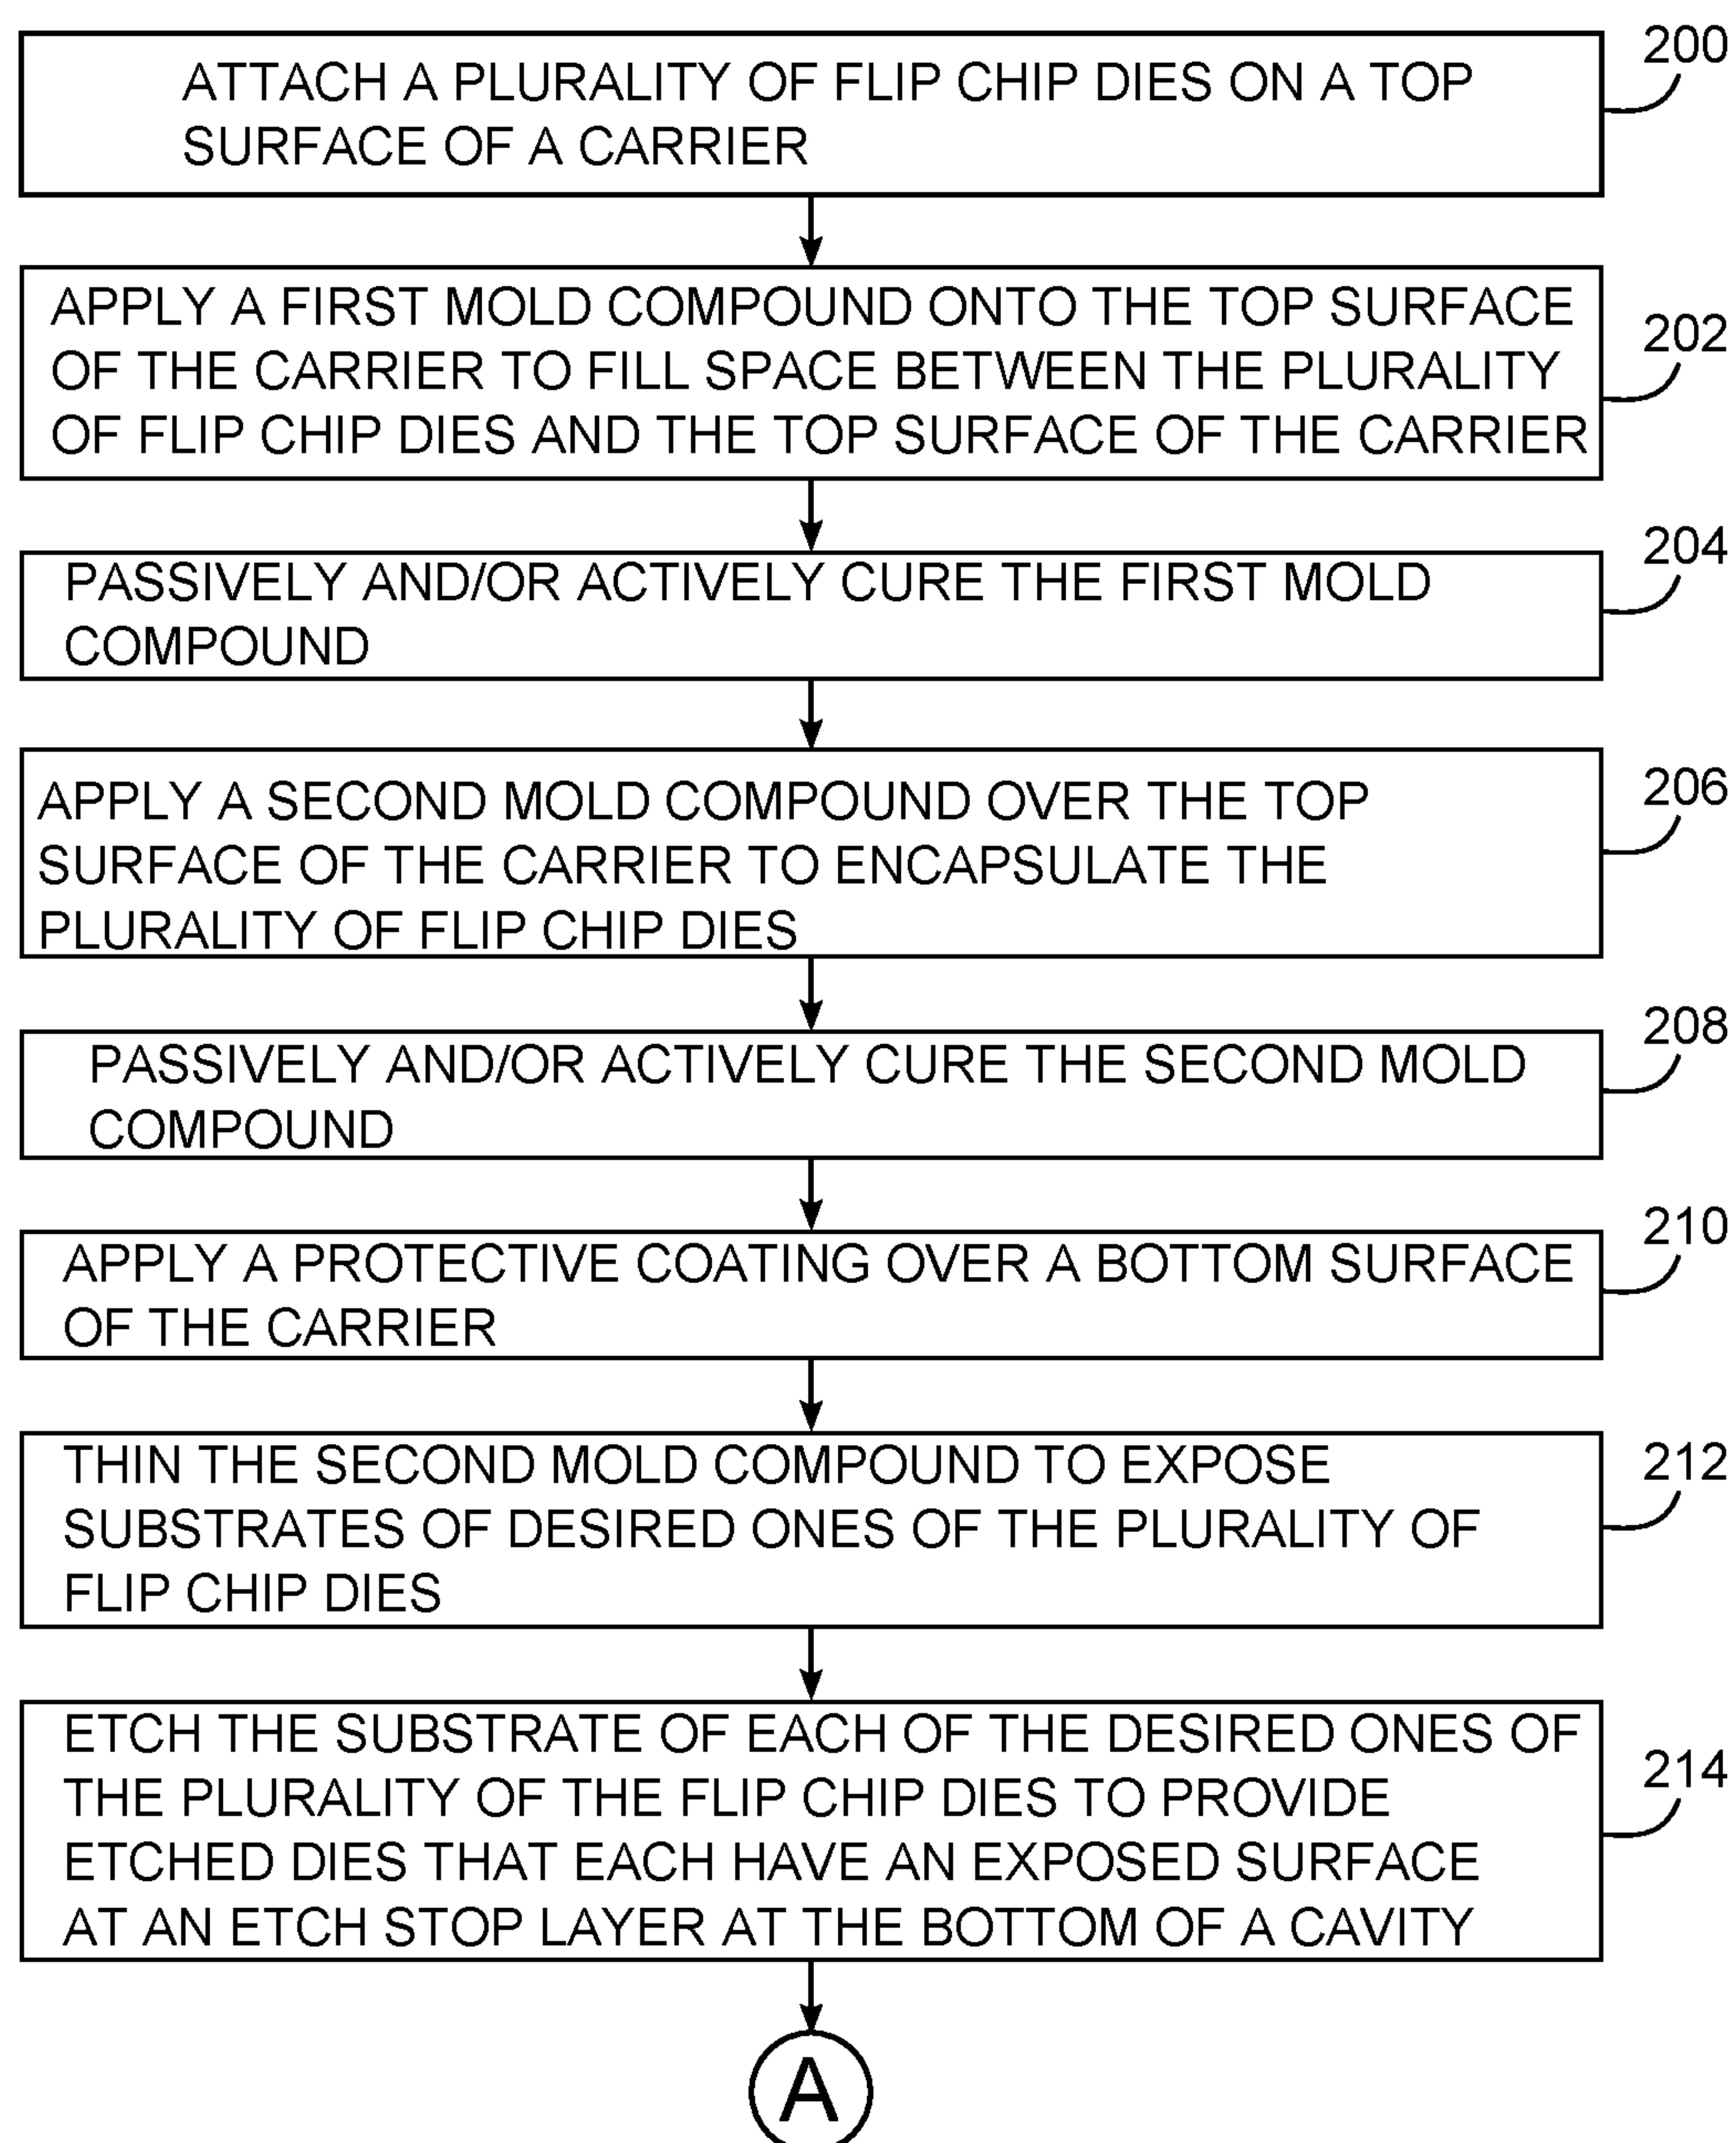 200
ATTACH A PLURALITY OF FLIP CHIP DIES ON A TOP
SURFACE OF A CARRIER
202
APPLY A FIRST MOLD COMPOUND ONTO THE TOP SURFACE
OF THE CARRIER TO FILL SPACE BETWEEN THE PLURALITY
OF FLIP CHIP DIES AND THE TOP SURFACE OF THE CARRIER
204
PASSIVELY AND/OR ACTIVELY CURE THE FIRST MOLD
COMPOUND
206
APPLY A SECOND MOLD COMPOUND OVER THE TOP
SURFACE OF THE CARRIER TO ENCAPSULATE THE
PLURALITY OF FLIP CHIP DIES
208
PASSIVELY AND/OR ACTIVELY CURE THE SECOND MOLD
COMPOUND
210
APPLY A PROTECTIVE COATING OVER A BOTTOM SURFACE
OF THE CARRIER
212
THIN THE SECOND MOLD COMPOUND TO EXPOSE
SUBSTRATES OF DESIRED ONES OF THE PLURALITY OF
FLIP CHIP DIES
214
ETCH THE SUBSTRATE OF EACH OF THE DESIRED ONES OF
THE PLURALITY OF THE FLIP CHIP DIES TO PROVIDE
ETCHED DIES THAT EACH HAVE AN EXPOSED SURFACE
AT AN ETCH STOP LAYER AT THE BOTTOM OF A CAVITY
A